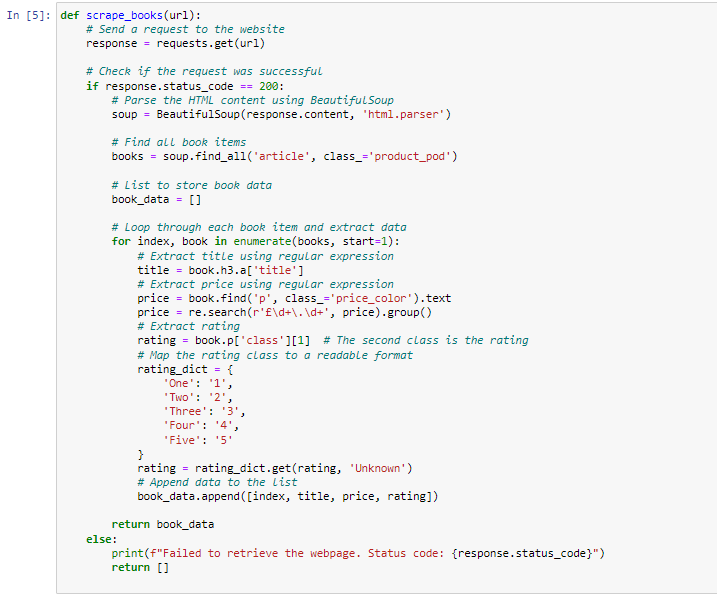 In [5]: def scrape_books(url):
    # Send a request to the website
    response = requests.get(url)

    # Check if the request was successful
    if response.status_code == 200:
        # Parse the HTML content using BeautifulSoup
        soup = BeautifulSoup(response.content, 'html.parser')

        # Find all book items
        books = soup.find_all('article', class_='product_pod')

        # List to store book data
        book_data = []

        # Loop through each book item and extract data
        for index, book in enumerate(books, start=1):
            # Extract title using regular expression
            title = book.h3.a['title']
            # Extract price using regular expression
            price = book.find('p', class_='price_color').text
            price = re.search(r'£\d+\.\d+', price).group()
            # Extract rating
            rating = book.p['class'][1]  # The second class is the rating
            # Map the rating class to a readable format
            rating_dict = {
                'One': '1',
                'Two': '2',
                'Three': '3',
                'Four': '4',
                'Five': '5'
            }
            rating = rating_dict.get(rating, 'Unknown')
            # Append data to the list
            book_data.append([index, title, price, rating])

        return book_data
    else:
        print(f"Failed to retrieve the webpage. Status code: {response.status_code}")
        return []